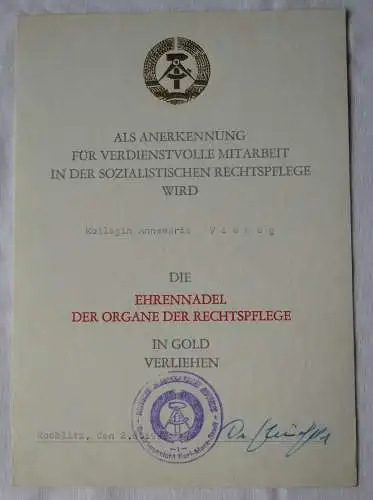 ALS ANERKENNUNG
FÜR VERDIENSTVOLLE MITARBEIT
IN DER SOZIALISTISCHEN RECHTSPFLEGE
WIRD
Kollegin Annemarie
DIE
EHRENNADEL
DER ORGANE DER RECHTSPFLEGE
IN GOLD
VERLIEHEN
Rochlitz, den